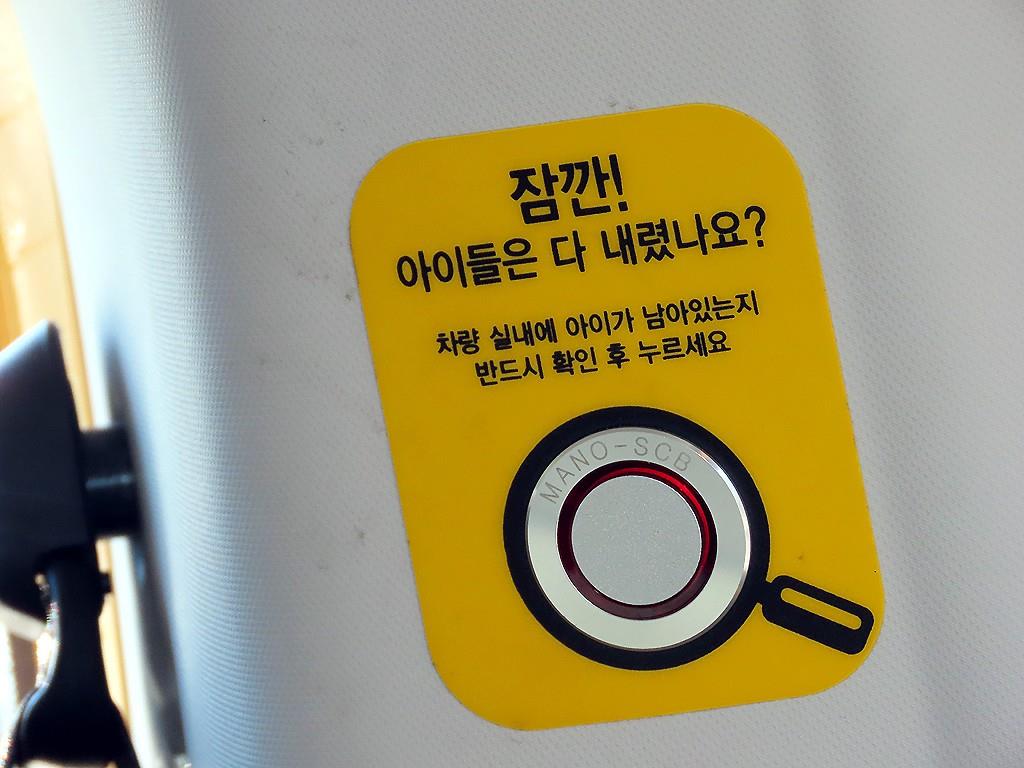 잠깐!
아이들은 다 내렸나요?
차량 실내에 아이가 남아있는지
반드시 확인 후 누르세요
MANO-SCB